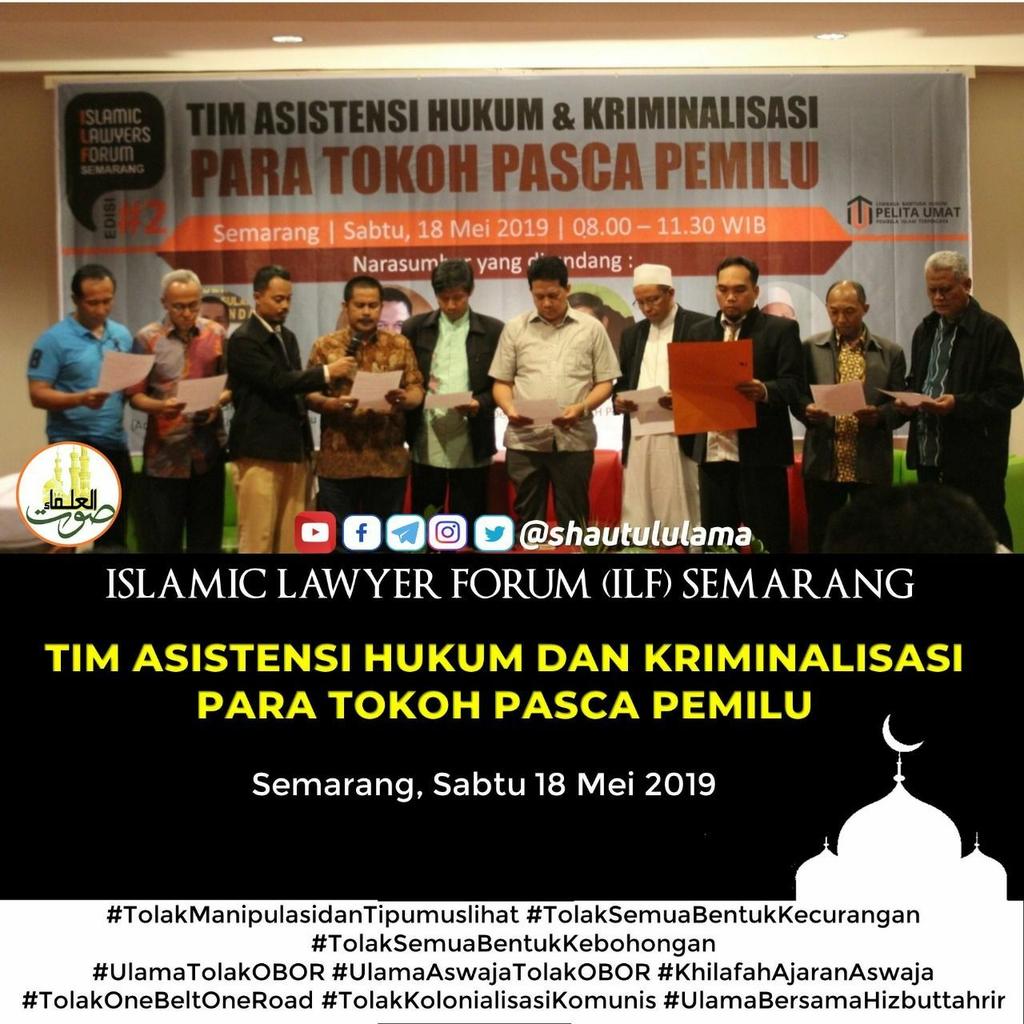 ISLAMIC
LAWYERS
FORUM
SEMARANG
EDISI
#2
TIM ASISTENSI HUKUM & KRIMINALISASI
PARA TOKOH PASCA PEMILU
Semarang | Sabtu, 18 Mei 2019 | 08.00 – 11.30 WIB
PELITA UMAT
Narasumber yang diundang :
صوت العلماء
@shautululama
ISLAMIC LAWYER FORUM (ILF) SEMARANG
TIM ASISTENSI HUKUM DAN KRIMINALISASI
PARA TOKOH PASCA PEMILU
Semarang, Sabtu 18 Mei 2019
#TolakManipulasidanTipumuslihat #TolakSemuaBentukKecurangan
#TolakSemuaBentukKebohongan
#UlamaTolakOBOR #UlamaAswajaTolakOBOR #KhilafahAjaranAswaja
#TolakOneBeltOneRoad #TolakKolonialisasiKomunis #UlamaBersamaHizbuttahrir